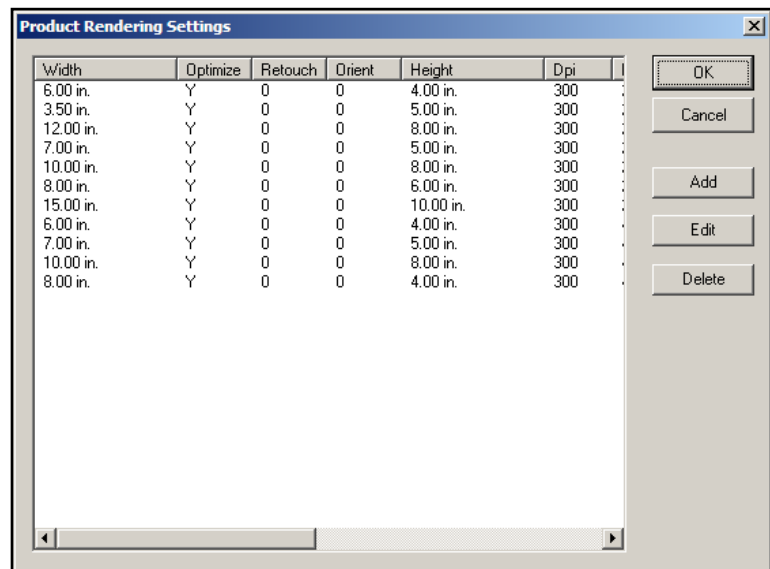 Product Rendering Settings
Width Optimize Retouch Orient Height Dpi
6.00 in. Y 0 0 4.00 in. 300
3.50 in. Y 0 0 5.00 in. 300
12.00 in. Y 0 0 8.00 in. 300
7.00 in. Y 0 0 5.00 in. 300
10.00 in. Y 0 0 8.00 in. 300
8.00 in. Y 0 0 6.00 in. 300
15.00 in. Y 0 0 10.00 in. 300
6.00 in. Y 0 0 4.00 in. 300
7.00 in. Y 0 0 5.00 in. 300
10.00 in. Y 0 0 8.00 in. 300
8.00 in. Y 0 0 4.00 in. 300
OK
Cancel
Add
Edit
Delete